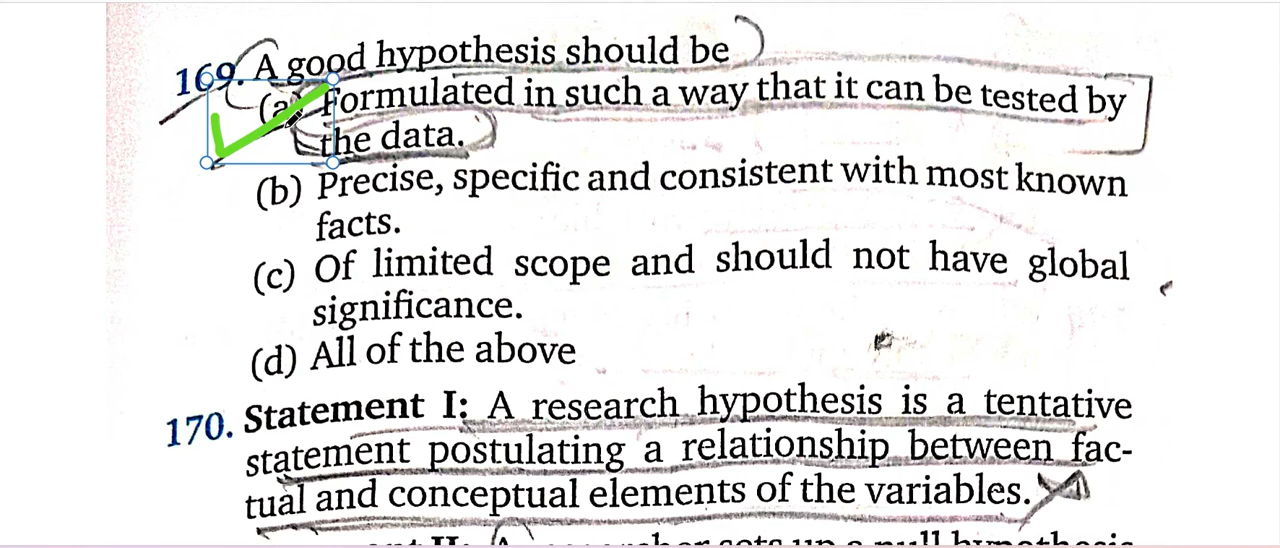 169. A good hypothesis should be
(a) Formulated in such a way that it can be tested by
the data.
(b) Precise, specific and consistent with most known
facts.
(c) Of limited scope and should not have global
significance.
(d) All of the above
170. Statement I: A research hypothesis is a tentative
statement postulating a relationship between fac-
tual and conceptual elements of the variables.